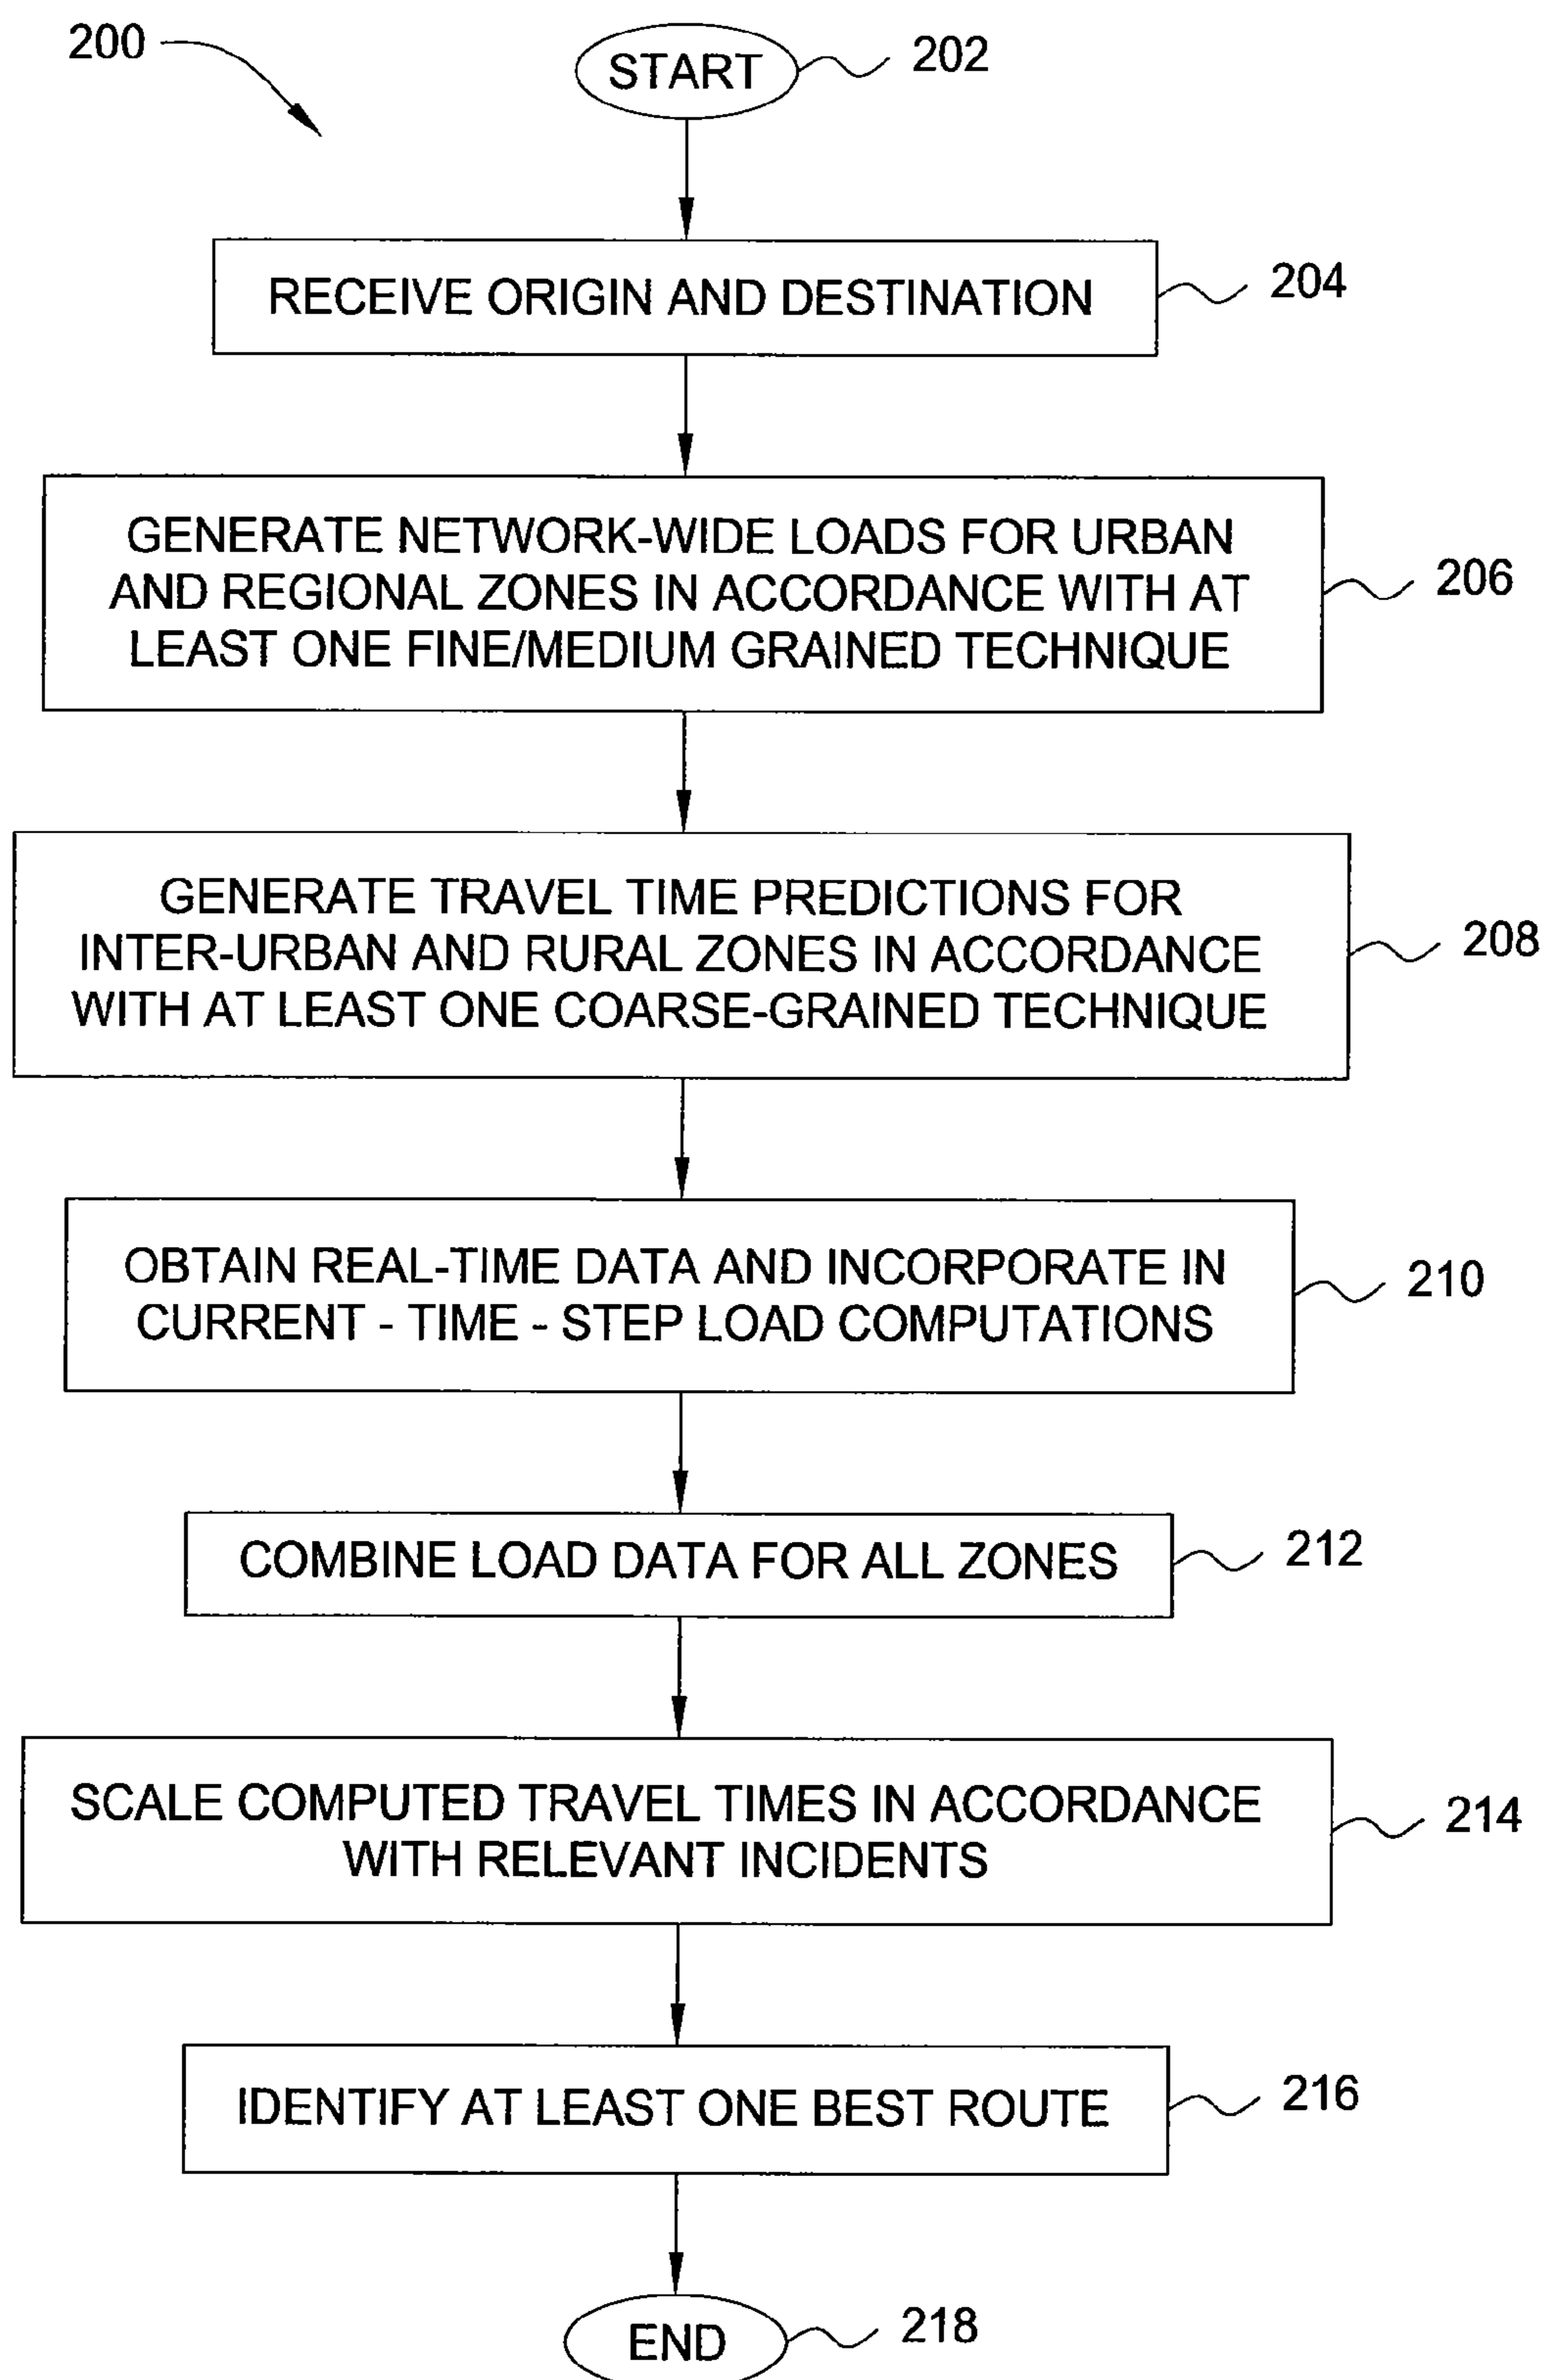 200
START
202
RECEIVE ORIGIN AND DESTINATION
204
GENERATE NETWORK-WIDE LOADS FOR URBAN
AND REGIONAL ZONES IN ACCORDANCE WITH AT
LEAST ONE FINE/MEDIUM GRAINED TECHNIQUE
206
GENERATE TRAVEL TIME PREDICTIONS FOR
INTER-URBAN AND RURAL ZONES IN ACCORDANCE
WITH AT LEAST ONE COARSE-GRAINED TECHNIQUE
208
OBTAIN REAL-TIME DATA AND INCORPORATE IN
CURRENT - TIME - STEP LOAD COMPUTATIONS
210
COMBINE LOAD DATA FOR ALL ZONES
212
SCALE COMPUTED TRAVEL TIMES IN ACCORDANCE
WITH RELEVANT INCIDENTS
214
IDENTIFY AT LEAST ONE BEST ROUTE
216
END
218